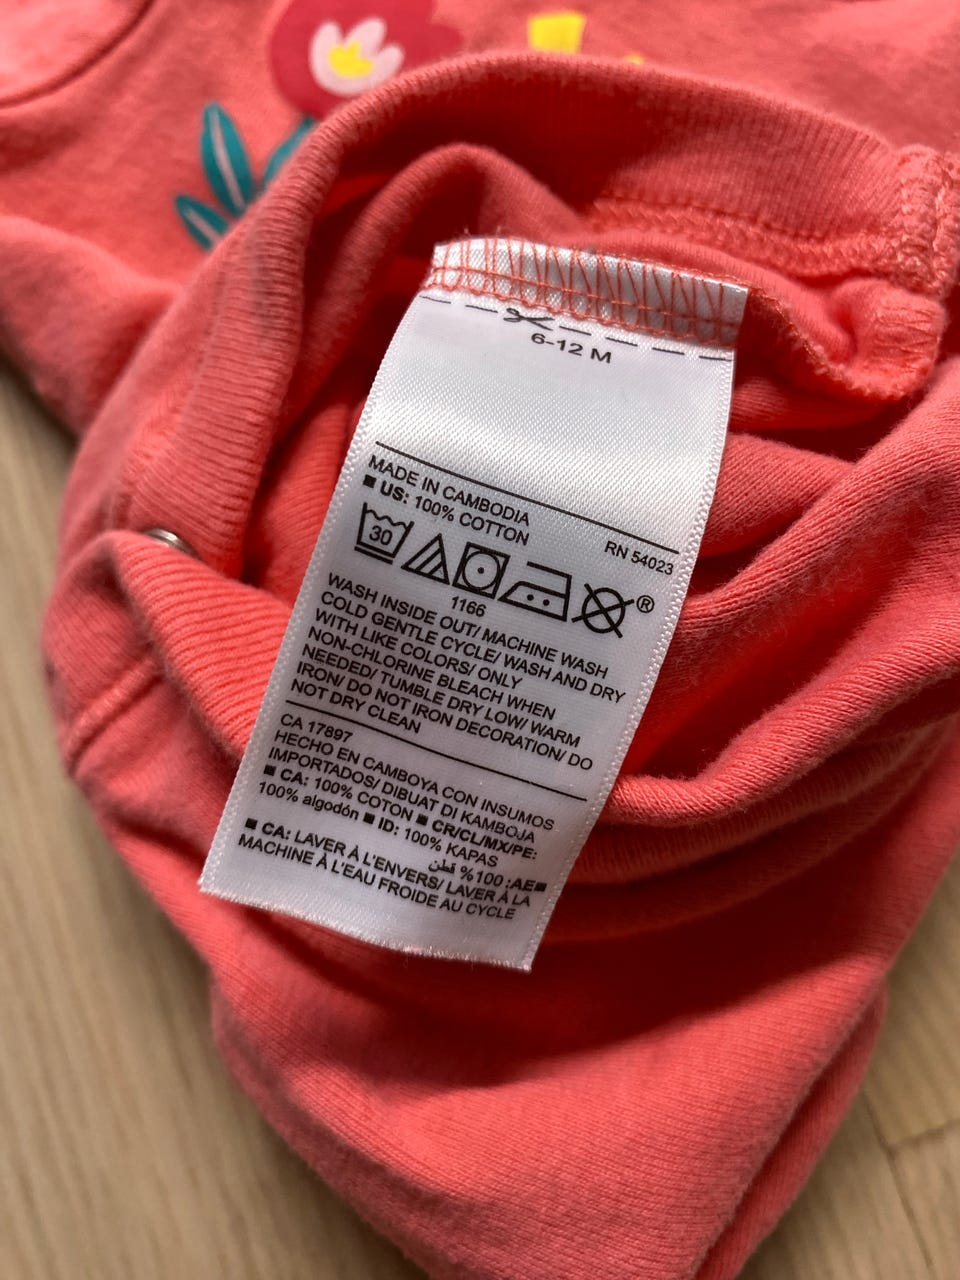 6-12 M
MADE IN CAMBODIA
■ US: 100% COTTON
RN 54023
30
®
1166
WASH INSIDE OUT/ MACHINE WASH
COLD GENTLE CYCLE/ WASH AND DRY
WITH LIKE COLORS/ ONLY
NON-CHLORINE BLEACH WHEN
NEEDED/ TUMBLE DRY LOW/ WARM
IRON/ DO NOT IRON DECORATION/ DO
NOT DRY CLEAN
CA 17897
HECHO EN CAMBOYA CON INSUMOS
IMPORTADOS/ DIBUAT DI KAMBOJA
■ CA: 100% COTON ■ CR/CL/MX/PE:
100% algodón ■ ID: 100% KAPAS
■AE: 100% قطن
■ CA: LAVER À L'ENVERS/ LAVER À LA
MACHINE À L'EAU FROIDE AU CYCLE